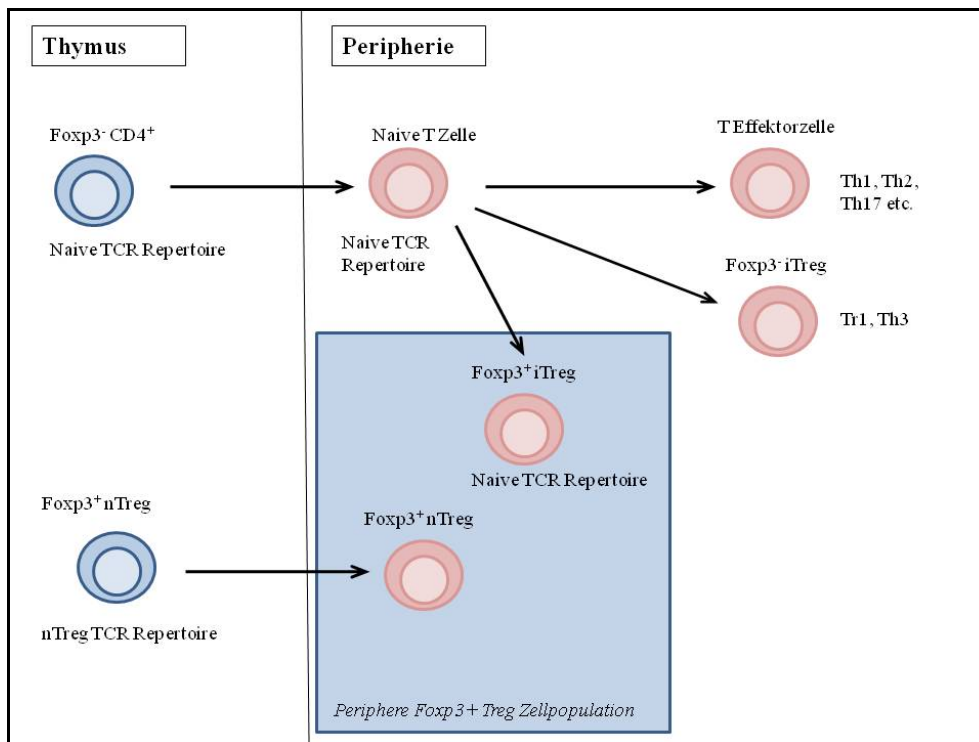 Thymus
Peripherie
Foxp3⁻ CD4⁺
Naive TCR Repertoire
Naive T Zelle
Naive TCR
Repertoire
T Effektorzelle
Th1, Th2,
Th17 etc.
Foxp3⁻ iTreg
Tr1, Th3
Foxp3⁺ iTreg
Naive TCR Repertoire
Foxp3⁺ nTreg
nTreg TCR Repertoire
Foxp3⁺ nTreg
Periphere Foxp3+ Treg Zellpopulation